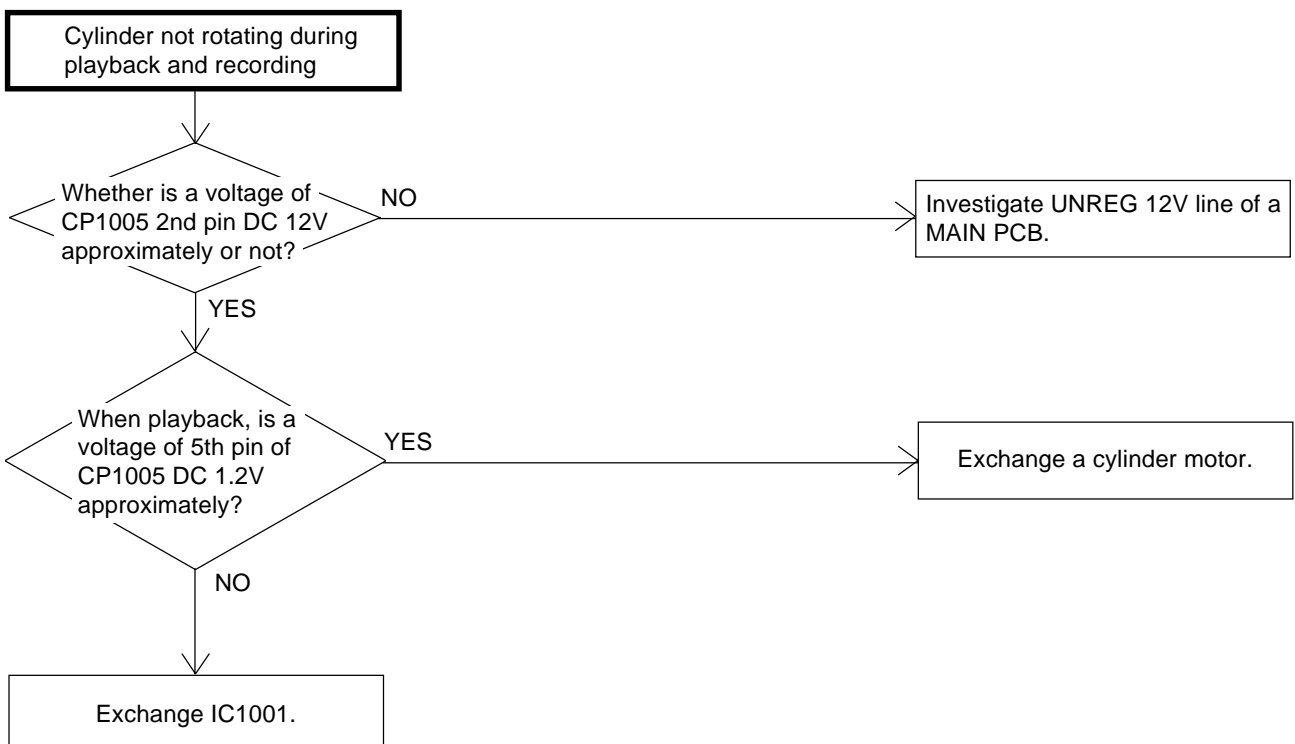 Cylinder not rotating during
playback and recording
Whether is a voltage of
CP1005 2nd pin DC 12V
approximately or not?
NO
Investigate UNREG 12V line of a
MAIN PCB.
YES
When playback, is a
voltage of 5th pin of
CP1005 DC 1.2V
approximately?
YES
Exchange a cylinder motor.
NO
Exchange IC1001.